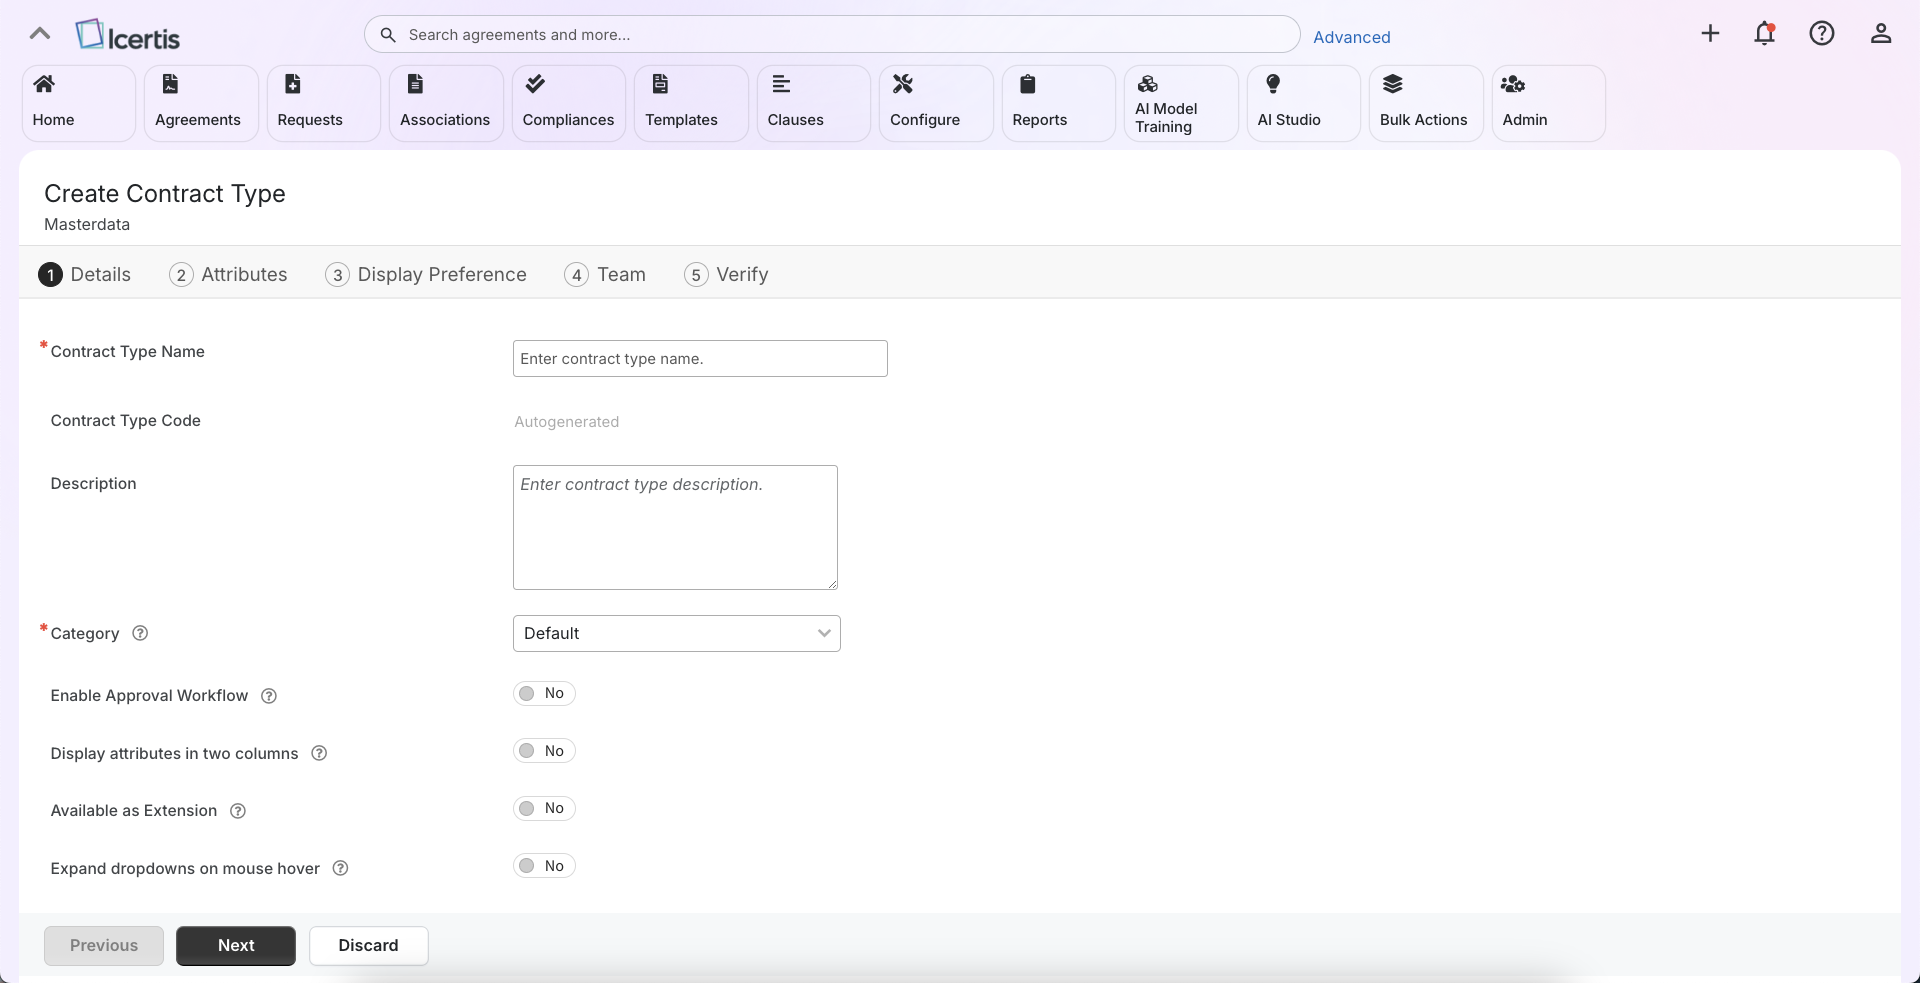 Icertis
Search agreements and more...
Advanced
Home
Agreements
Requests
Associations
Compliances
Templates
Clauses
Configure
Reports
AI Model
Training
AI Studio
Bulk Actions
Admin
Create Contract Type
Masterdata
1 Details
2 Attributes
3 Display Preference
4 Team
5 Verify
* Contract Type Name
Enter contract type name.
Contract Type Code
Autogenerated
Description
Enter contract type description.
* Category ?
Default
Enable Approval Workflow ?
No
Display attributes in two columns ?
No
Available as Extension ?
No
Expand dropdowns on mouse hover ?
No
Previous
Next
Discard